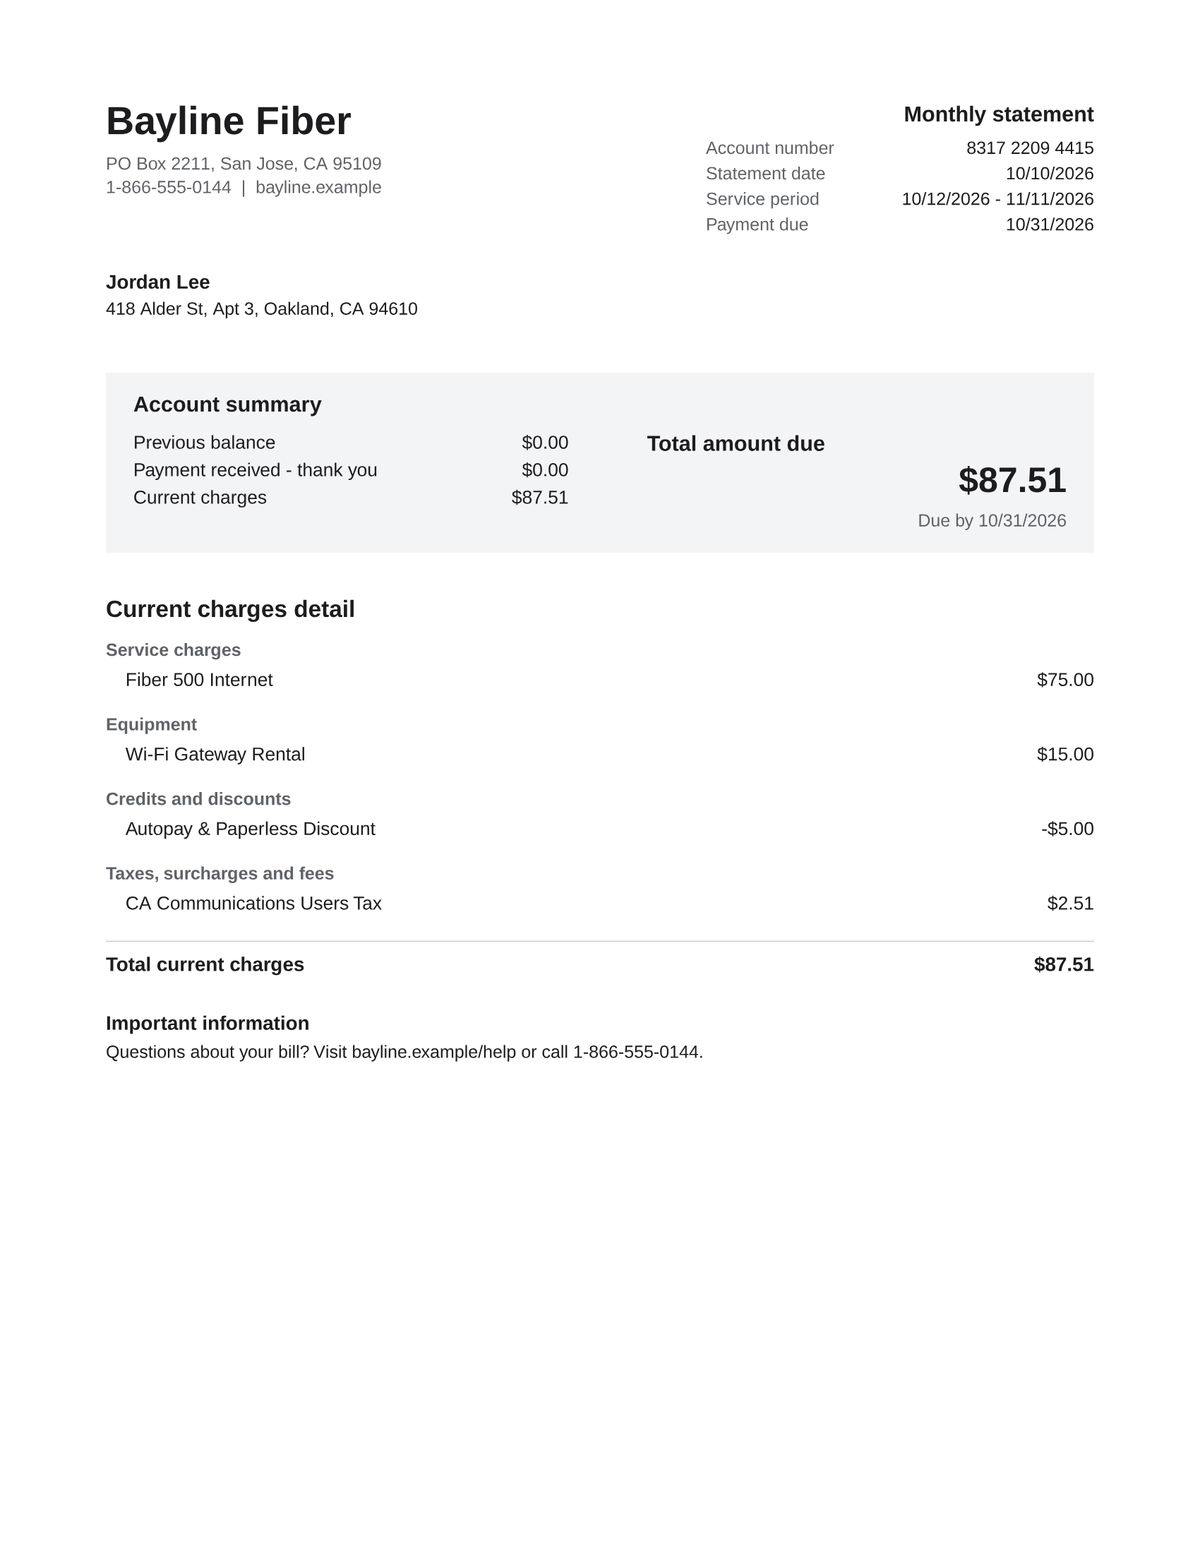 Bayline Fiber
PO Box 2211, San Jose, CA 95109
1-866-555-0144 | bayline.example
Monthly statement
Account number 8317 2209 4415
Statement date 10/10/2026
Service period 10/12/2026 - 11/11/2026
Payment due 10/31/2026
Jordan Lee
418 Alder St, Apt 3, Oakland, CA 94610
Account summary
Previous balance $0.00
Payment received - thank you $0.00
Current charges $87.51
Total amount due
$87.51
Due by 10/31/2026
Current charges detail
Service charges
Fiber 500 Internet $75.00
Equipment
Wi-Fi Gateway Rental $15.00
Credits and discounts
Autopay & Paperless Discount -$5.00
Taxes, surcharges and fees
CA Communications Users Tax $2.51
Total current charges $87.51
Important information
Questions about your bill? Visit bayline.example/help or call 1-866-555-0144.